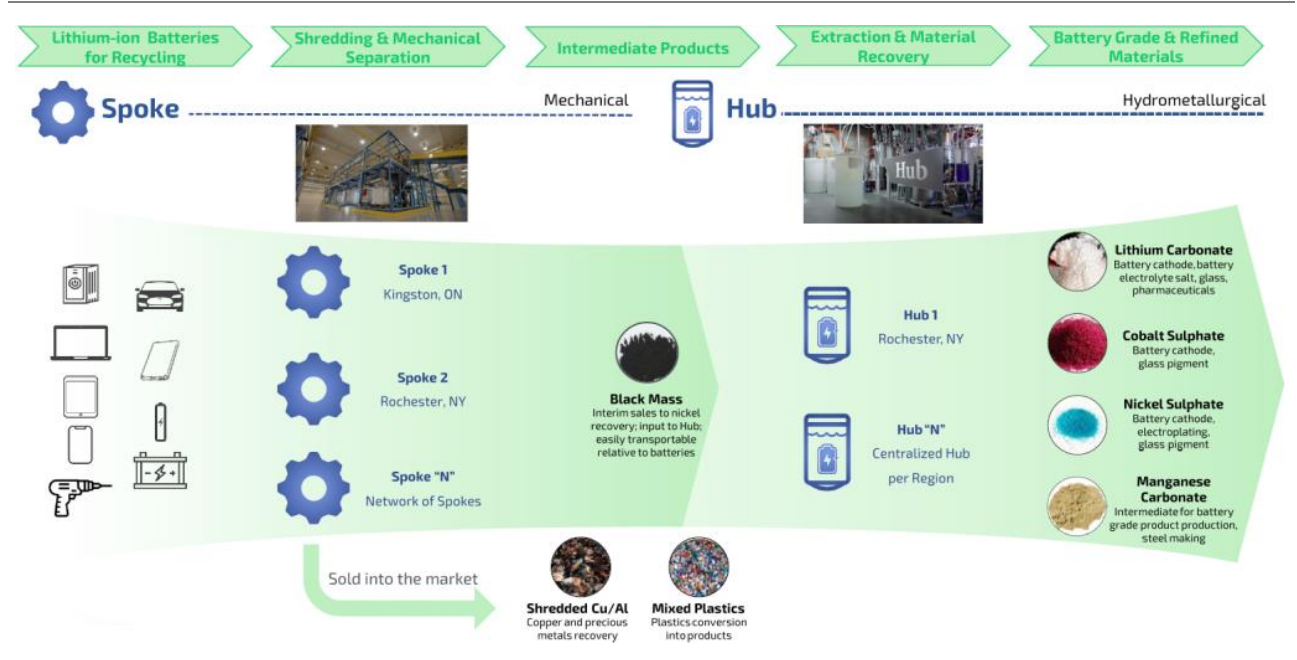 Lithium-ion Batteries
for Recycling
Shredding & Mechanical
Separation
Intermediate Products
Extraction & Material
Recovery
Battery Grade & Refined
Materials
Spoke
Mechanical
Hub
Hydrometallurgical
Hub
Spoke 1
Kingston, ON
Spoke 2
Rochester, NY
Spoke “N”
Network of Spokes
Black Mass
Interim sales to nickel
recovery; input to Hub;
easily transportable
relative to batteries
Hub 1
Rochester, NY
Hub “N”
Centralized Hub
per Region
Lithium Carbonate
Battery cathode, battery
electrolyte salt, glass,
pharmaceuticals
Cobalt Sulphate
Battery cathode,
glass pigment
Nickel Sulphate
Battery cathode,
electroplating,
glass pigment
Manganese
Carbonate
Intermediate for battery
grade product production,
steel making
Sold into the market
Shredded Cu/Al
Copper and precious
metals recovery
Mixed Plastics
Plastics conversion
into products